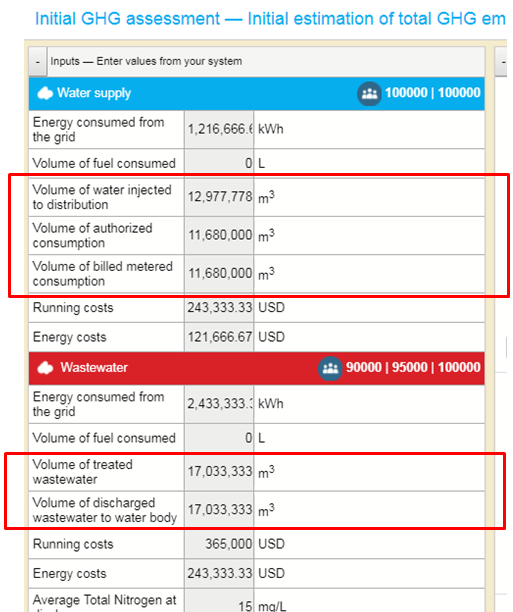 Initial GHG assessment — Initial estimation of total GHG em
- Inputs — Enter values from your system -
Water supply 100000 | 100000
Energy consumed from
the grid
1,216,666.6 kWh
Volume of fuel consumed 0 L
Volume of water injected
to distribution
12,977,778 m³
Volume of authorized
consumption
11,680,000 m³
Volume of billed metered
consumption
11,680,000 m³
Running costs 243,333.33 USD
Energy costs 121,666.67 USD
Wastewater 90000 | 95000 | 100000
Energy consumed from
the grid
2,433,333.3 kWh
Volume of fuel consumed 0 L
Volume of treated
wastewater
17,033,333 m³
Volume of discharged
wastewater to water body
17,033,333 m³
Running costs 365,000 USD
Energy costs 243,333.33 USD
Average Total Nitrogen at
15 mg/L